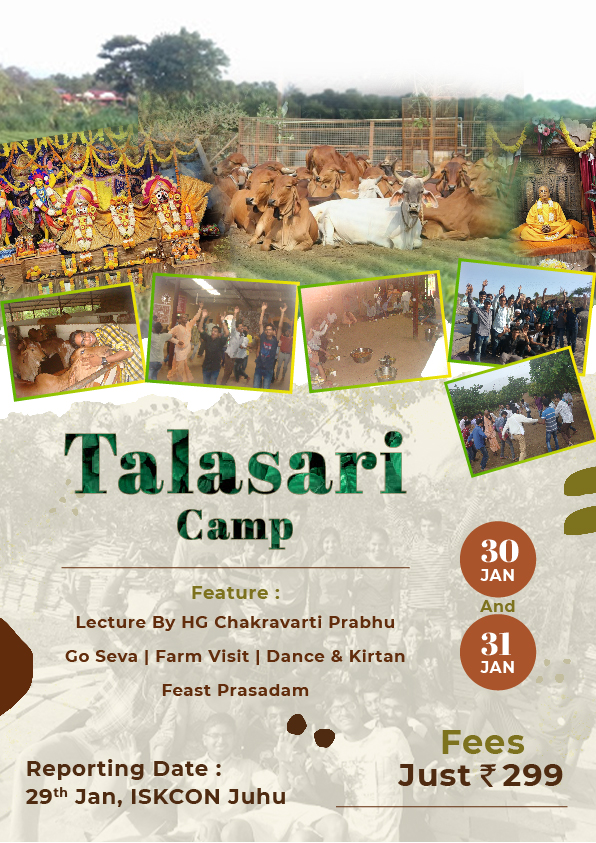 Talasari
Camp
Feature :
Lecture By HG Chakravarti Prabhu
Go Seva | Farm Visit | Dance & Kirtan
Feast Prasadam
30
JAN
And
31
JAN
Reporting Date :
29th Jan, ISKCON Juhu
Fees
Just ₹ 299